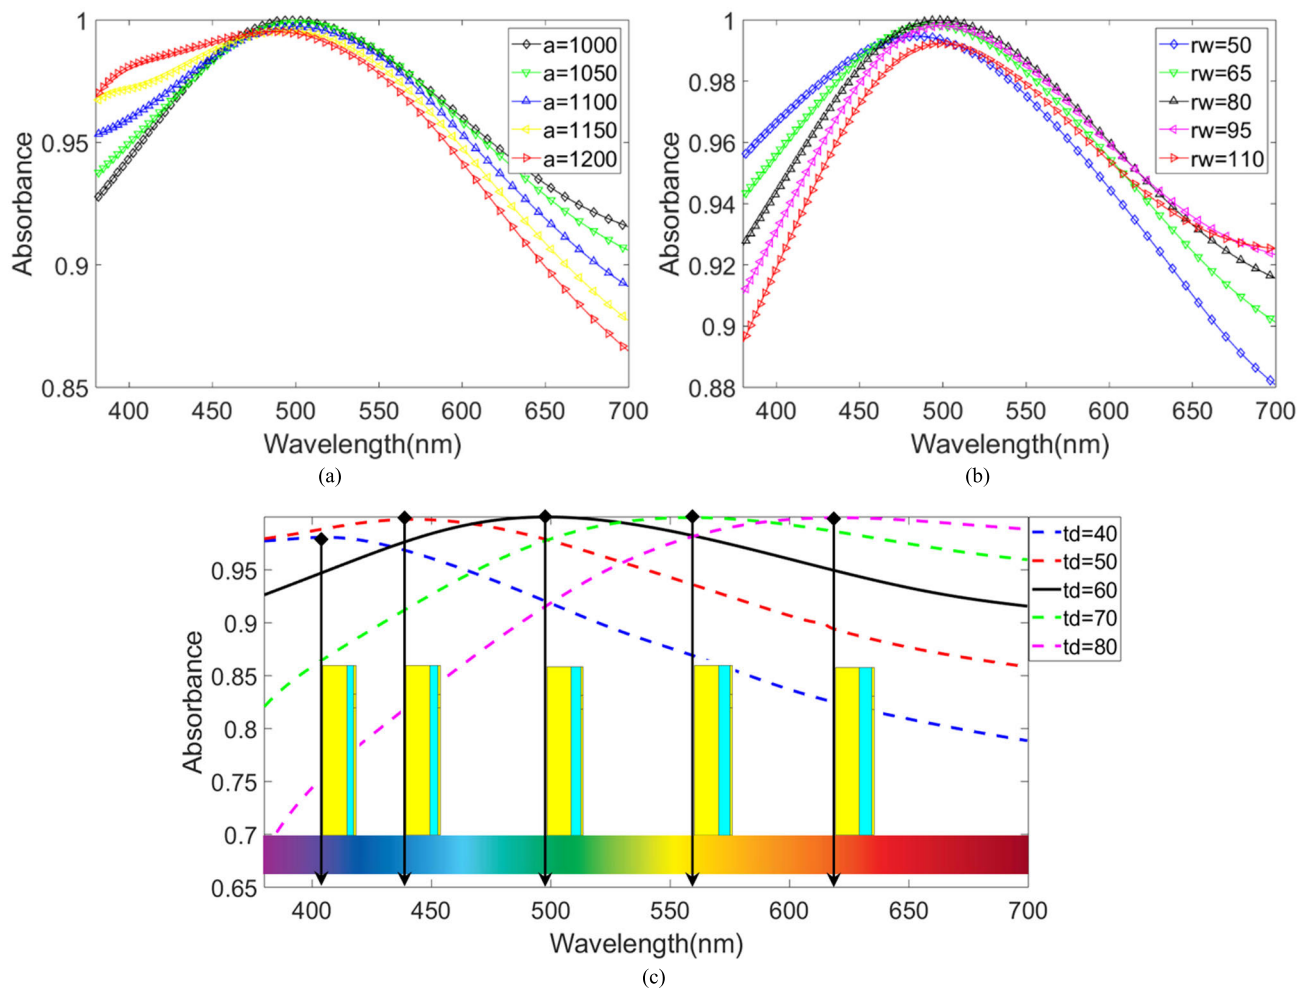 1
0.95
0.9
0.85
Absorbance
400 450 500 550 600 650 700
Wavelength(nm)
a=1000
a=1050
a=1100
a=1150
a=1200
(a)
1
0.98
0.96
0.94
0.92
0.9
0.88
Absorbance
400 450 500 550 600 650 700
Wavelength(nm)
rw=50
rw=65
rw=80
rw=95
rw=110
(b)
0.95
0.9
0.85
0.8
0.75
0.7
0.65
Absorbance
400 450 500 550 600 650 700
Wavelength(nm)
td=40
td=50
td=60
td=70
td=80
(c)